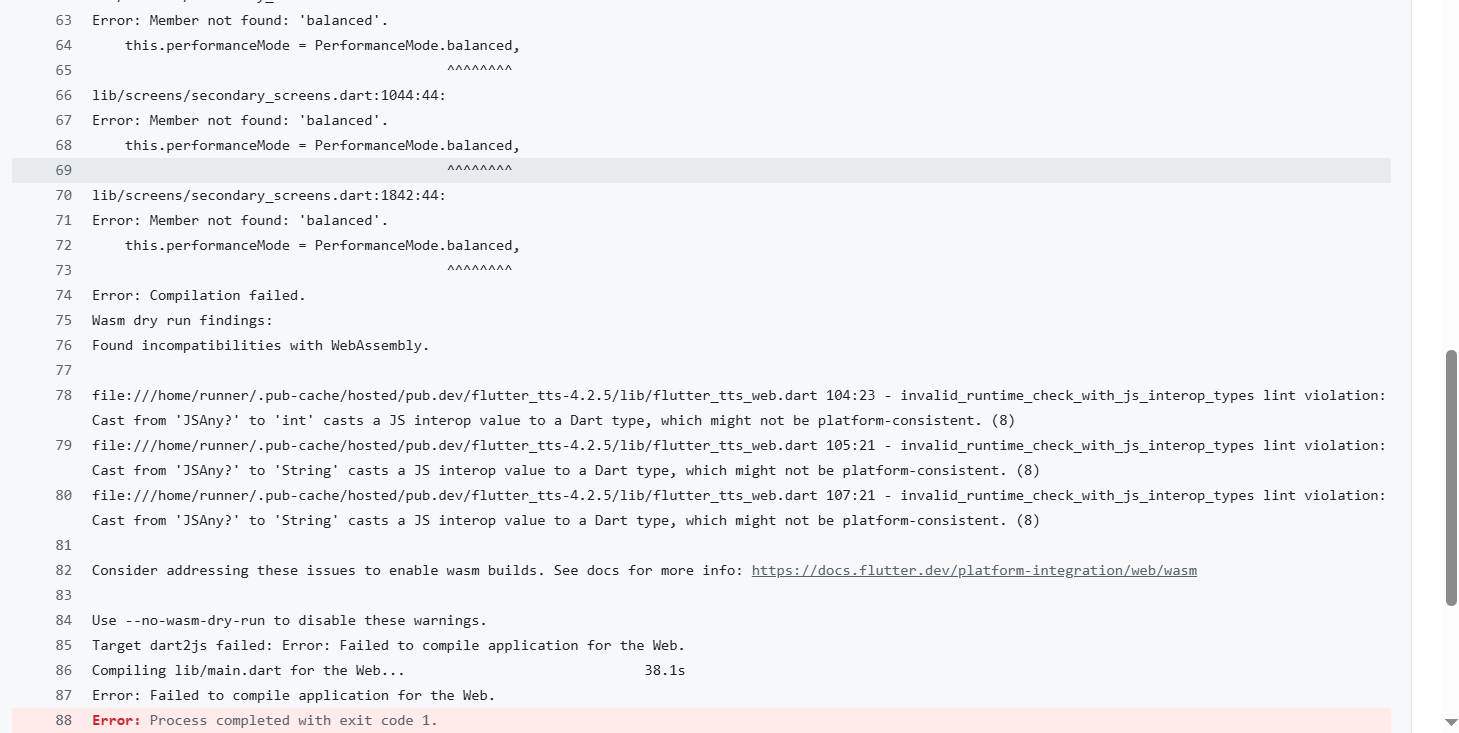 63 Error: Member not found: 'balanced'.
64     this.performanceMode = PerformanceMode.balanced,
65                                            ^^^^^^^^
66 lib/screens/secondary_screens.dart:1044:44:
67 Error: Member not found: 'balanced'.
68     this.performanceMode = PerformanceMode.balanced,
69                                            ^^^^^^^^
70 lib/screens/secondary_screens.dart:1842:44:
71 Error: Member not found: 'balanced'.
72     this.performanceMode = PerformanceMode.balanced,
73                                            ^^^^^^^^
74 Error: Compilation failed.
75 Wasm dry run findings:
76 Found incompatibilities with WebAssembly.
77
78 file:///home/runner/.pub-cache/hosted/pub.dev/flutter_tts-4.2.5/lib/flutter_tts_web.dart 104:23 - invalid_runtime_check_with_js_interop_types lint violation:
Cast from 'JSAny?' to 'int' casts a JS interop value to a Dart type, which might not be platform-consistent. (8)
79 file:///home/runner/.pub-cache/hosted/pub.dev/flutter_tts-4.2.5/lib/flutter_tts_web.dart 105:21 - invalid_runtime_check_with_js_interop_types lint violation:
Cast from 'JSAny?' to 'String' casts a JS interop value to a Dart type, which might not be platform-consistent. (8)
80 file:///home/runner/.pub-cache/hosted/pub.dev/flutter_tts-4.2.5/lib/flutter_tts_web.dart 107:21 - invalid_runtime_check_with_js_interop_types lint violation:
Cast from 'JSAny?' to 'String' casts a JS interop value to a Dart type, which might not be platform-consistent. (8)
81
82 Consider addressing these issues to enable wasm builds. See docs for more info: https://docs.flutter.dev/platform-integration/web/wasm
83
84 Use --no-wasm-dry-run to disable these warnings.
85 Target dart2js failed: Error: Failed to compile application for the Web.
86 Compiling lib/main.dart for the Web...                             38.1s
87 Error: Failed to compile application for the Web.
88 Error: Process completed with exit code 1.